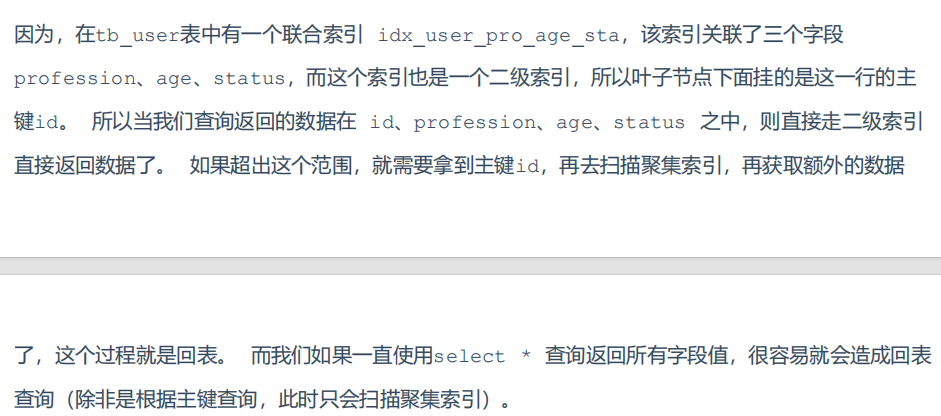 因为，在tb_user表中有一个联合索引 idx_user_pro_age_sta，该索引关联了三个字段
profession、age、status，而这个索引也是一个二级索引，所以叶子节点下面挂的是这一行的主
键id。 所以当我们查询返回的数据在 id、profession、age、status 之中，则直接走二级索引
直接返回数据了。 如果超出这个范围，就需要拿到主键id，再去扫描聚集索引，再获取额外的数据
了，这个过程就是回表。 而我们如果一直使用select * 查询返回所有字段值，很容易就会造成回表
查询（除非是根据主键查询，此时只会扫描聚集索引）。